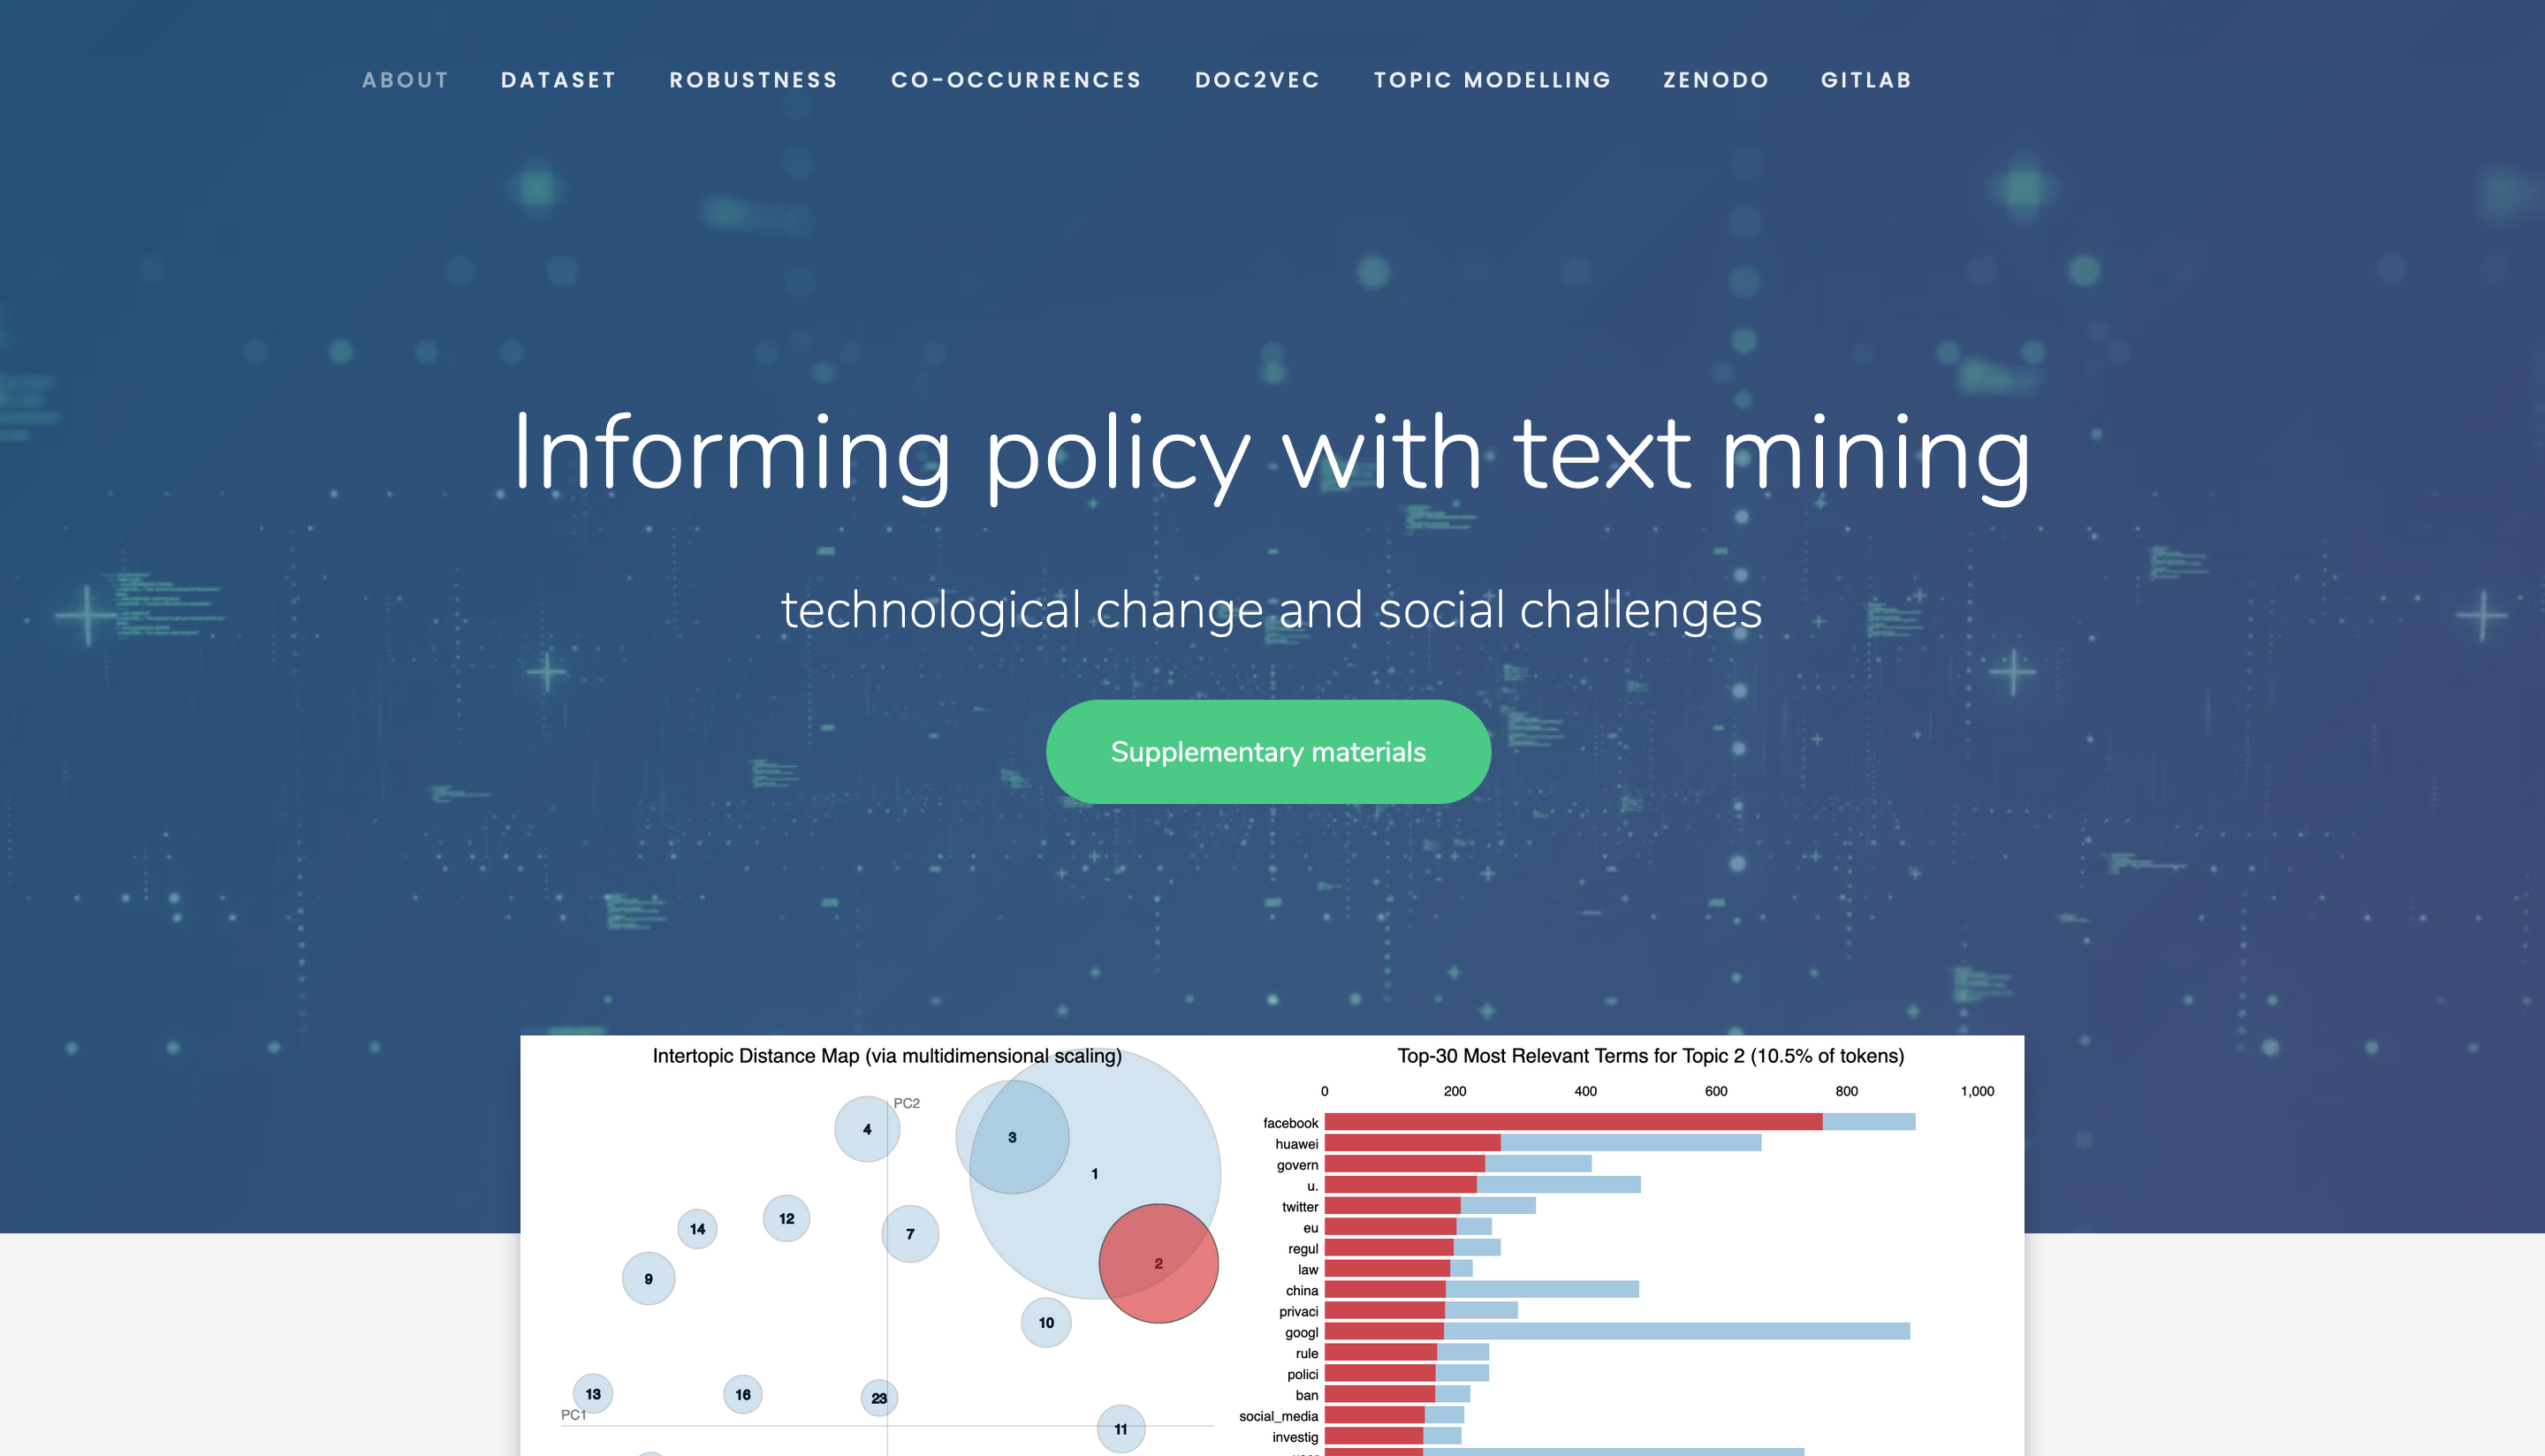 ABOUT DATASET ROBUSTNESS CO-OCCURRENCES DOC2VEC TOPIC MODELLING ZENODO GITLAB
Informing policy with text mining
technological change and social challenges
Supplementary materials
Intertopic Distance Map (via multidimensional scaling)
PC2
4
3
1
12
14
7
9
2
10
13
16
23
PC1
11
Top-30 Most Relevant Terms for Topic 2 (10.5% of tokens)
0 200 400 600 800 1,000
facebook
huawei
govern
u.
twitter
eu
regul
law
china
privaci
googl
rule
polici
ban
social_media
investig